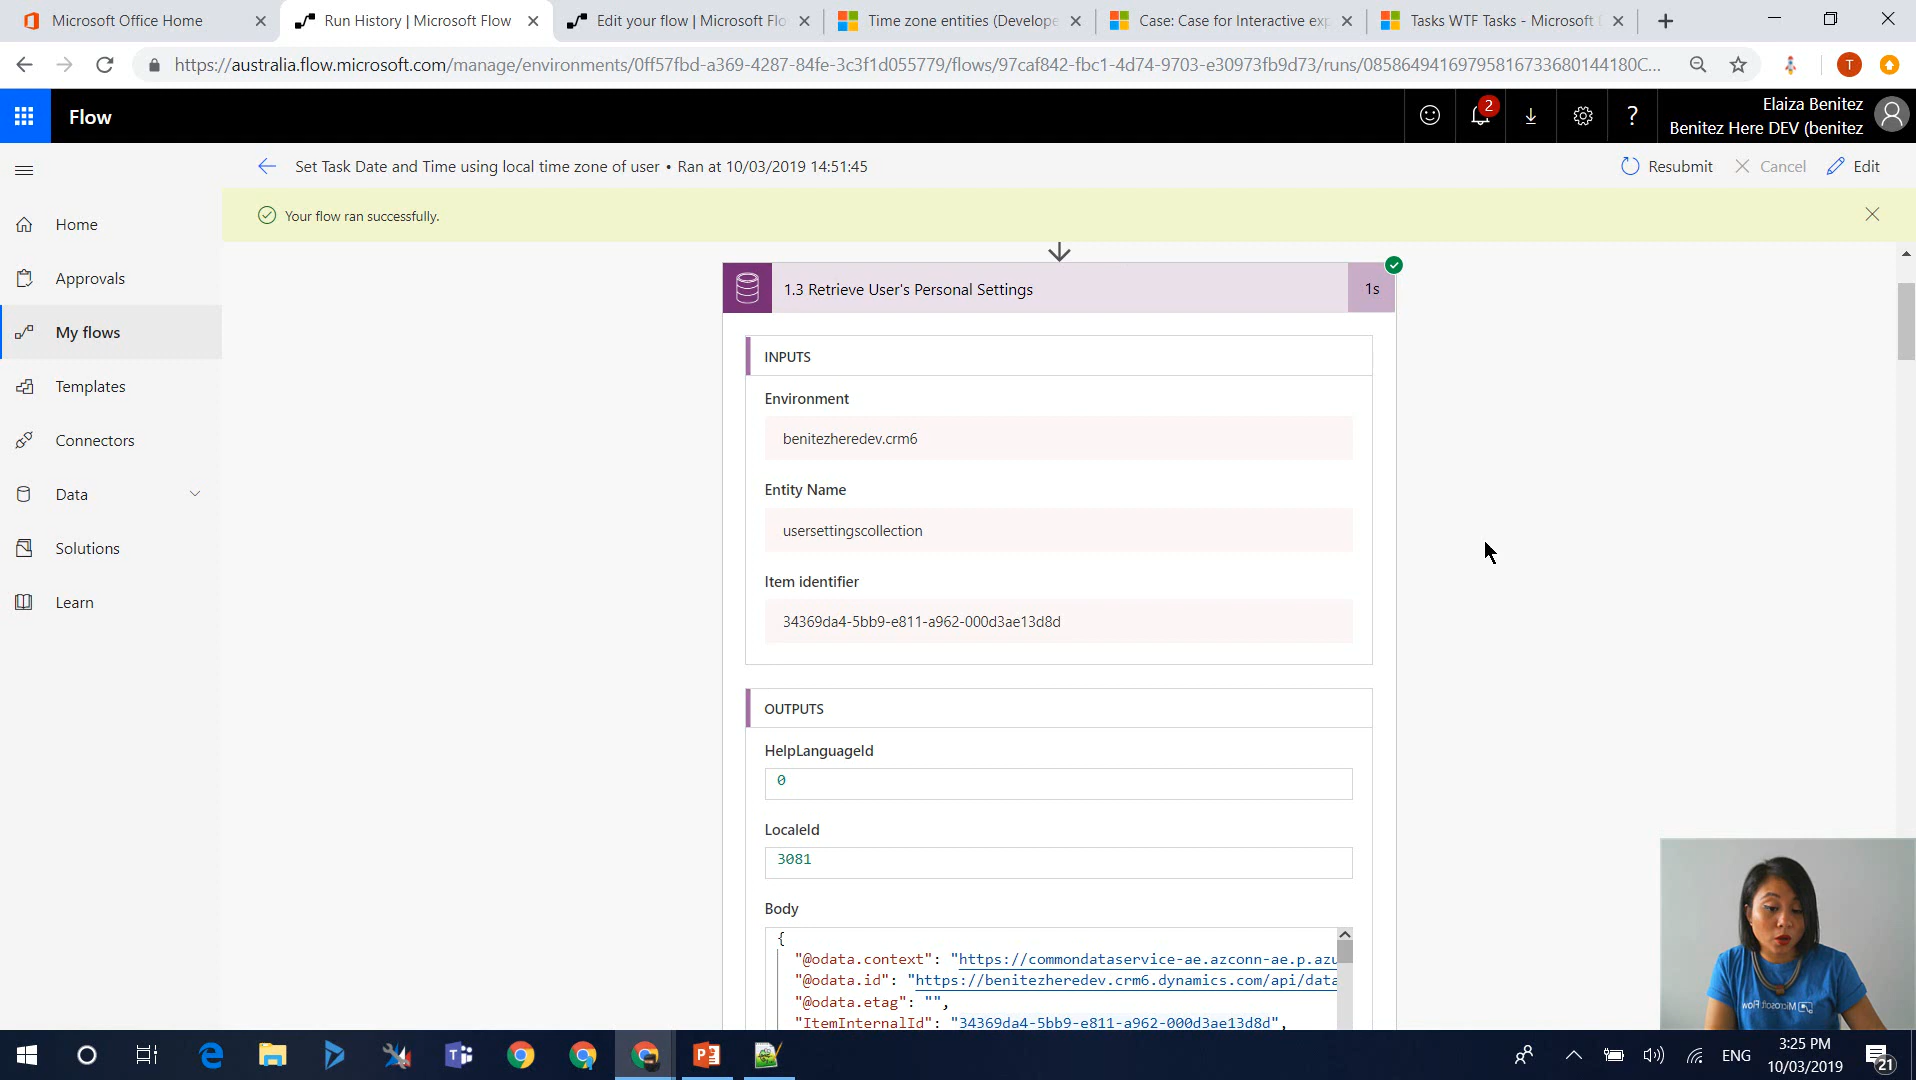 Microsoft Office Home
Run History | Microsoft Flow
Edit your flow | Microsoft Flo
Time zone entities (Develope
Case: Case for Interactive exp
Tasks WTF Tasks - Microsoft
https://australia.flow.microsoft.com/manage/environments/0ff57fbd-a369-4287-84fe-3c3f1d055779/flows/97caf842-fbc1-4d74-9703-e30973fb9d73/runs/08586494169795816733680144180C...
T
Flow
2
?
Elaiza Benitez
Benitez Here DEV (benitez
Set Task Date and Time using local time zone of user • Ran at 10/03/2019 14:51:45
Resubmit
Cancel
Edit
Your flow ran successfully.
Home
Approvals
My flows
Templates
Connectors
Data
Solutions
Learn
1.3 Retrieve User's Personal Settings
1s
INPUTS
Environment
benitezheredev.crm6
Entity Name
usersettingscollection
Item identifier
34369da4-5bb9-e811-a962-000d3ae13d8d
OUTPUTS
HelpLanguageId
0
LocaleId
3081
Body
{
"@odata.context": "https://commondataservice-ae.azconn-ae.p.azu
"@odata.id": "https://benitezheredev.crm6.dynamics.com/api/data
"@odata.etag": "",
"ItemInternalId": "34369da4-5bb9-e811-a962-000d3ae13d8d",
Microsoft Flow
ENG
3:25 PM
10/03/2019
21